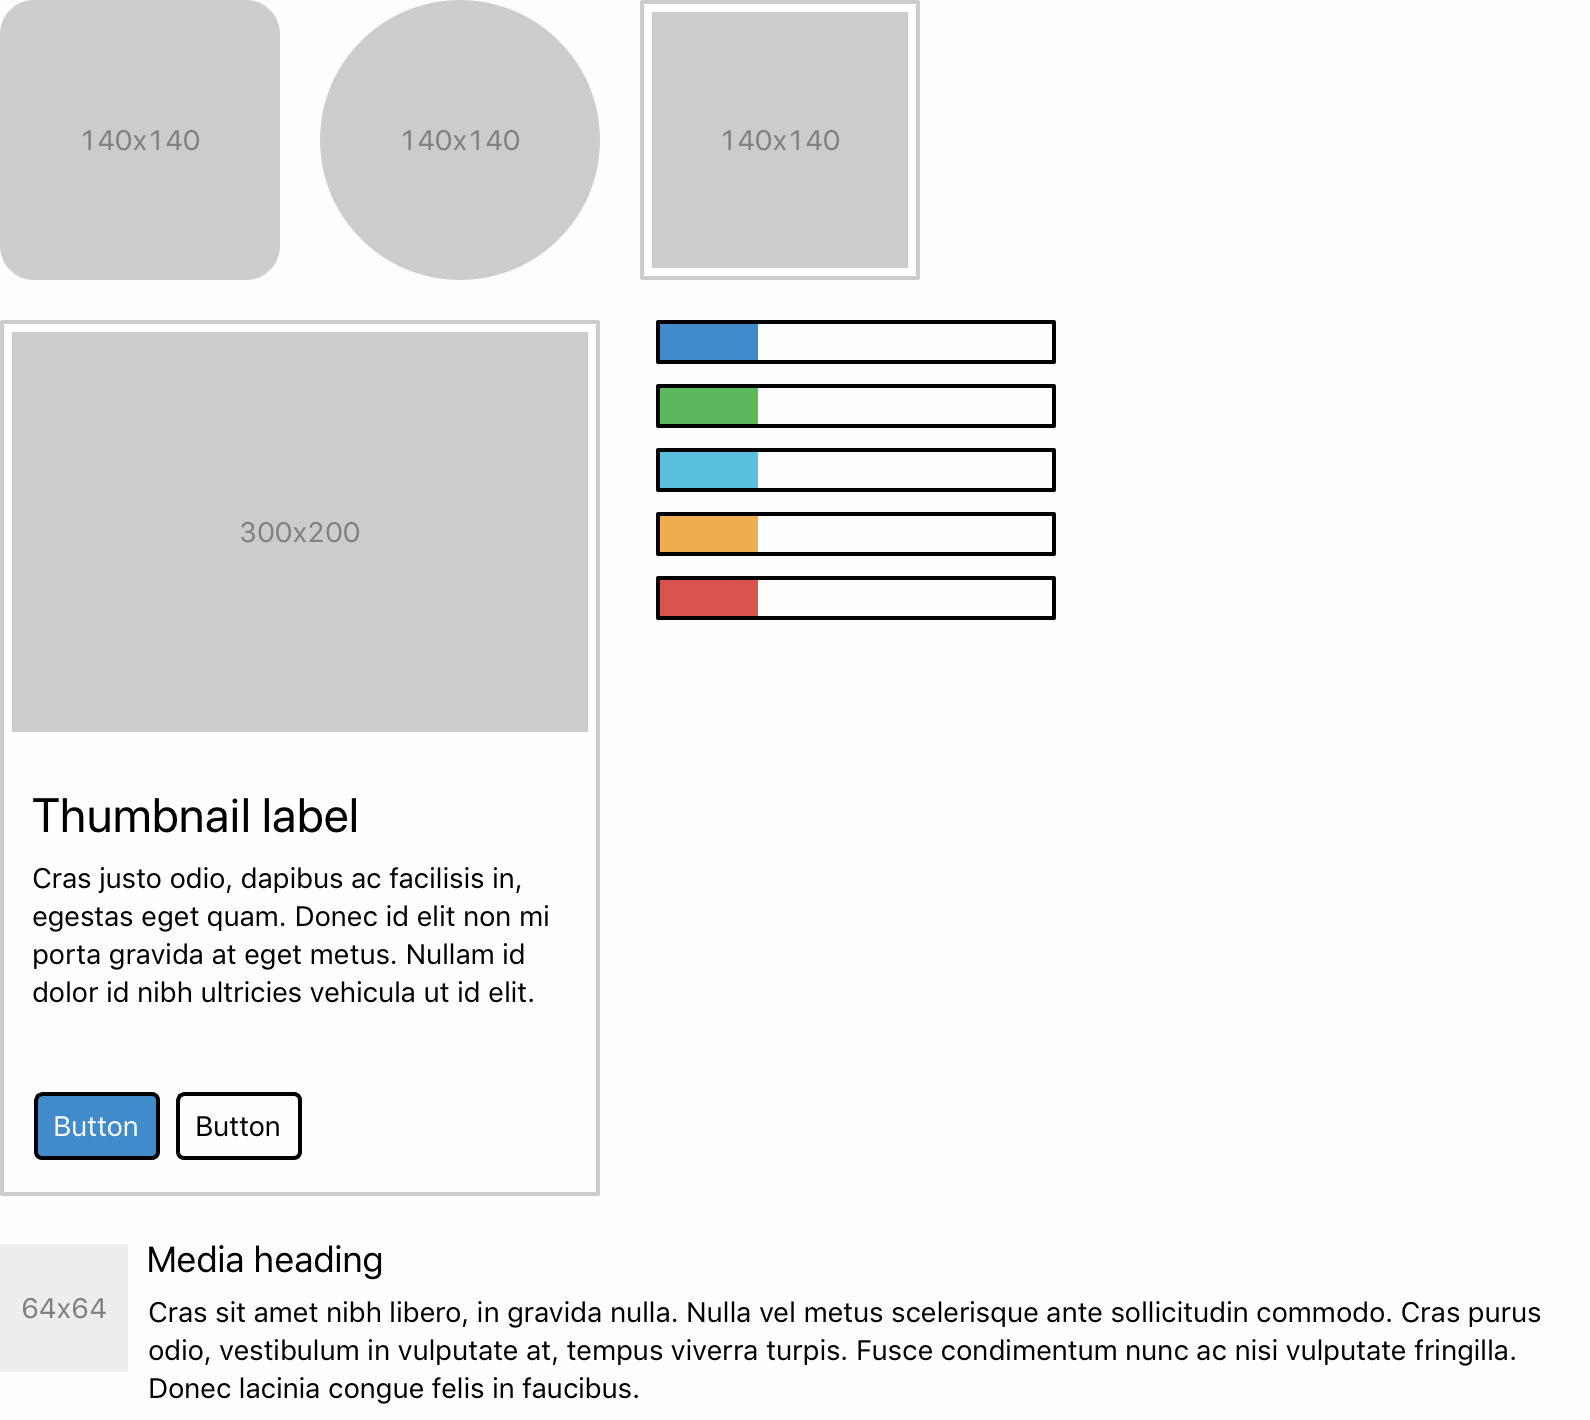 140x140
140x140
140x140
300x200
Thumbnail label
Cras justo odio, dapibus ac facilisis in,
egestas eget quam. Donec id elit non mi
porta gravida at eget metus. Nullam id
dolor id nibh ultricies vehicula ut id elit.
Button
Button
64x64
Media heading
Cras sit amet nibh libero, in gravida nulla. Nulla vel metus scelerisque ante sollicitudin commodo. Cras purus
odio, vestibulum in vulputate at, tempus viverra turpis. Fusce condimentum nunc ac nisi vulputate fringilla.
Donec lacinia congue felis in faucibus.